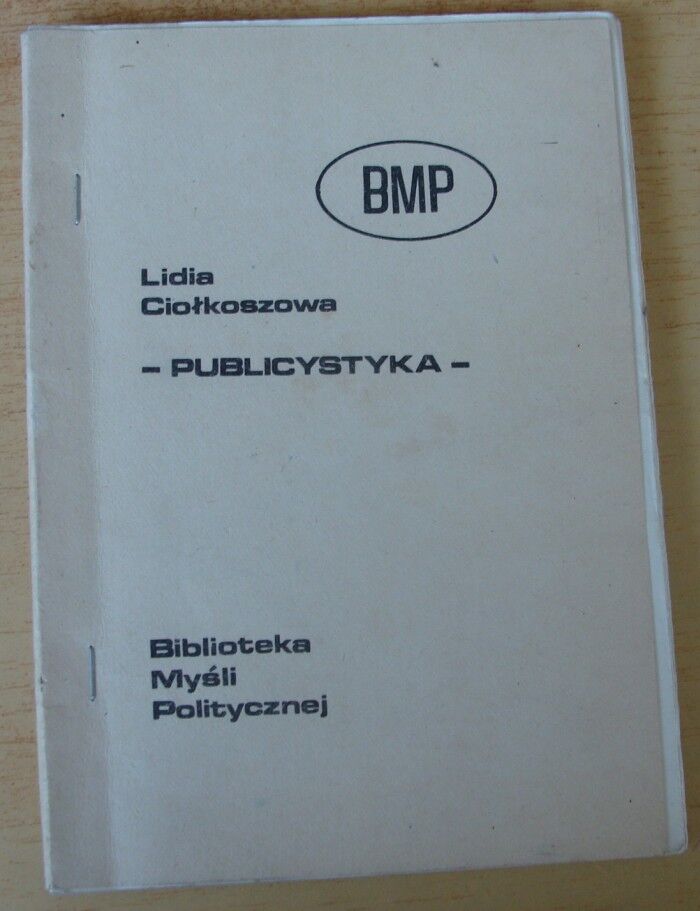 BMP
Lidia
Ciołkoszowa
- PUBLICYSTYKA -
Biblioteka
Myśli
Politycznej